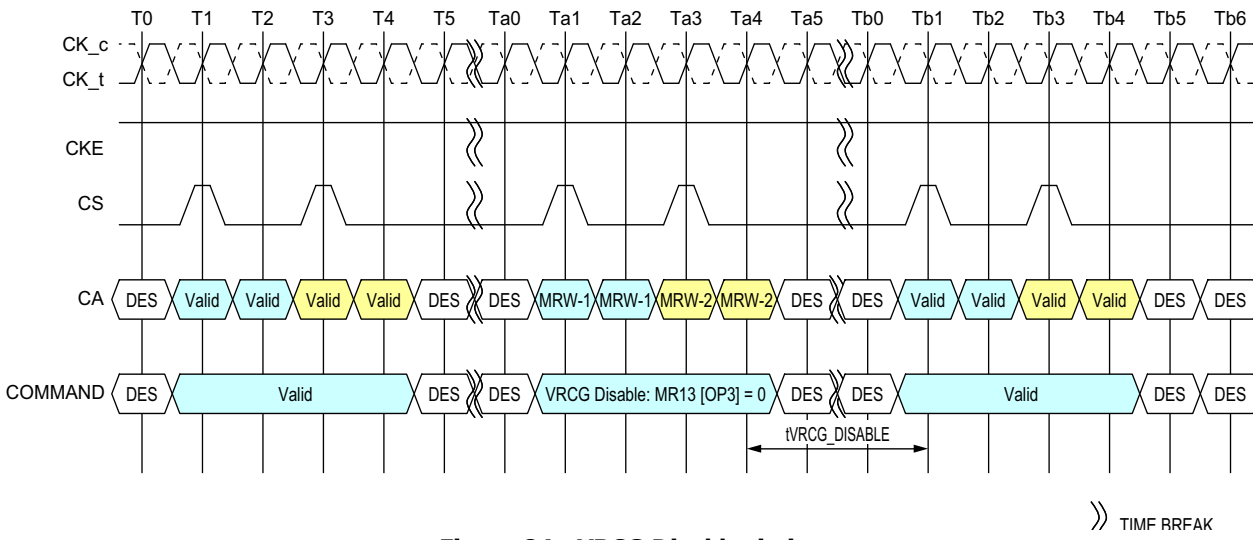 T0 T1 T2 T3 T4 T5 Ta0 Ta1 Ta2 Ta3 Ta4 Ta5 Tb0 Tb1 Tb2 Tb3 Tb4 Tb5 Tb6
CK_c
CK_t
CKE
CS
CA DES Valid Valid Valid Valid DES DES MRW-1 MRW-1 MRW-2 MRW-2 DES DES Valid Valid Valid Valid DES DES
COMMAND DES Valid DES DES VRCG Disable: MR13 [OP3] = 0 DES DES Valid DES DES
tVRCG_DISABLE
TIME BREAK